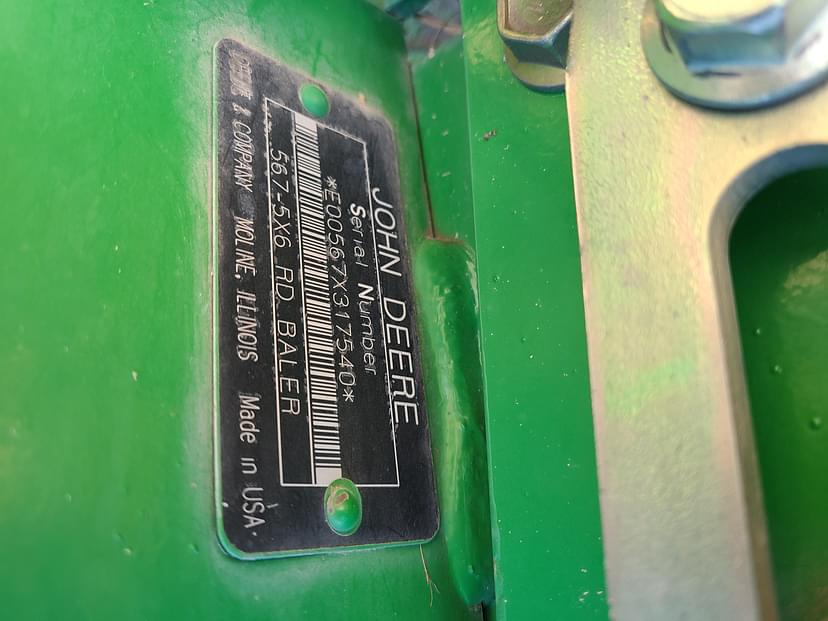 JOHN DEERE
Serial Number
*E00567X317540*
567-5X6 RD BALER
DEERE & COMPANY MOLINE, ILLINOIS Made in USA.